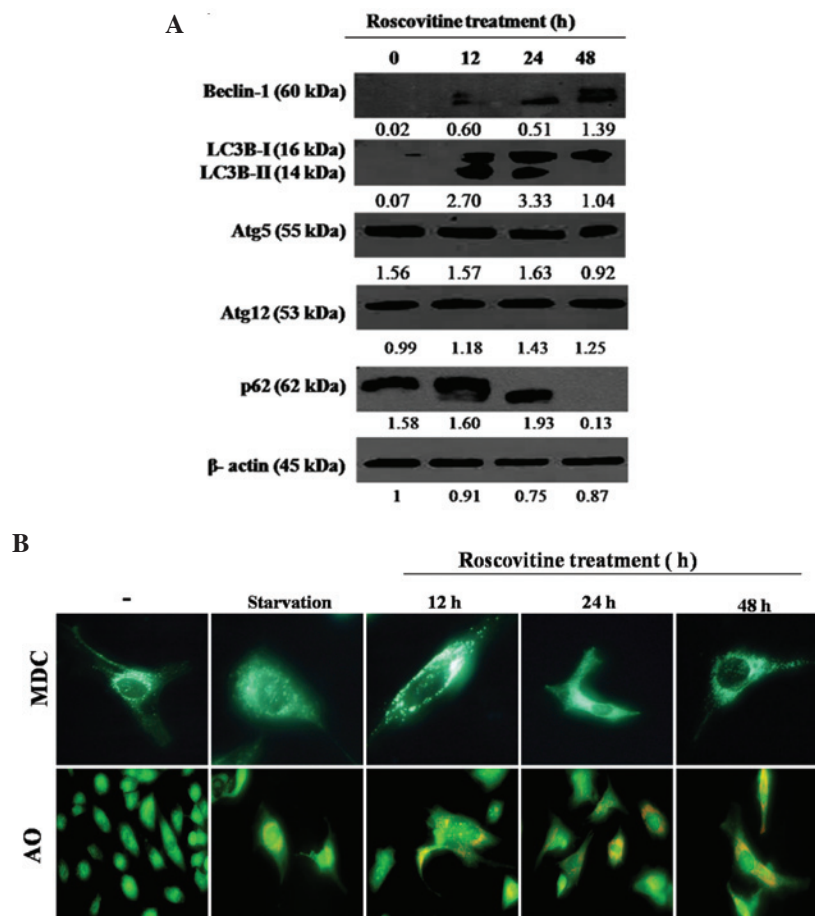 A
Roscovitine treatment (h)
0 12 24 48
Beclin-1 (60 kDa)
0.02 0.60 0.51 1.39
LC3B-I (16 kDa)
LC3B-II (14 kDa)
0.07 2.70 3.33 1.04
Atg5 (55 kDa)
1.56 1.57 1.63 0.92
Atg12 (53 kDa)
0.99 1.18 1.43 1.25
p62 (62 kDa)
1.58 1.60 1.93 0.13
β- actin (45 kDa)
1 0.91 0.75 0.87
B
Roscovitine treatment ( h)
- Starvation 12 h 24 h 48 h
MDC
AO